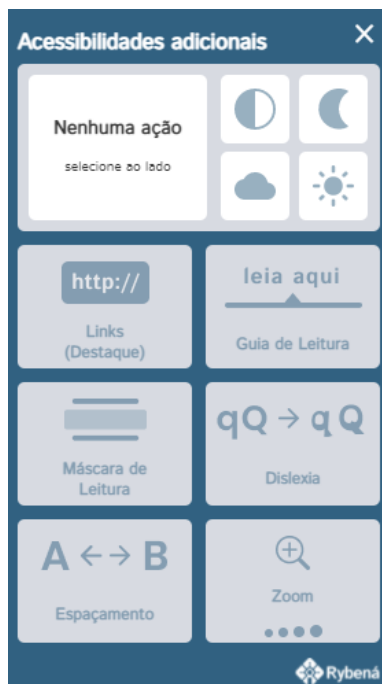 Acessibilidades adicionais
Nenhuma ação
selecione ao lado
http://
Links
(Destaque)
leia aqui
Guia de Leitura
Máscara de
Leitura
qQ → qQ
Dislexia
A ←→ B
Espaçamento
Zoom
Rybená